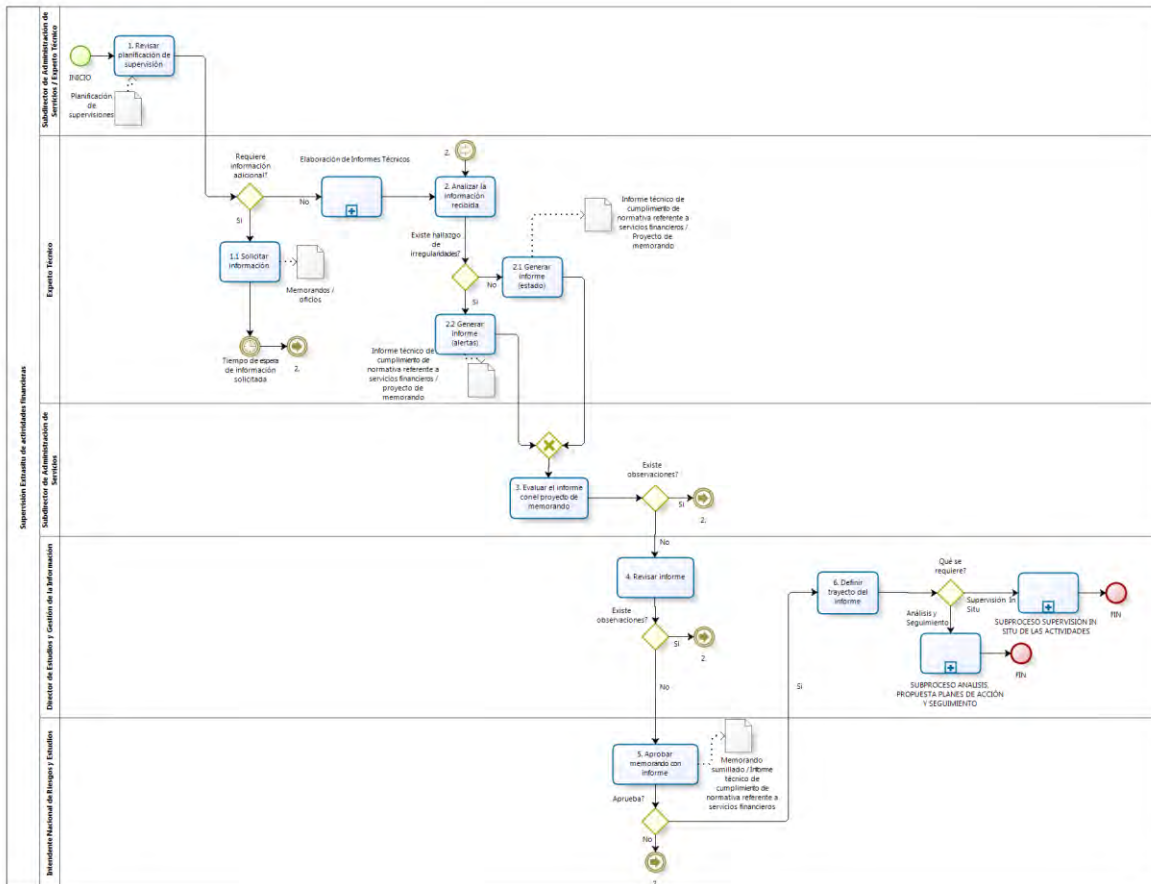 Supervisión Extrasitu de actividades financieras
Subdirector de Administración de
Servicios / Experto Técnico
INICIO
1. Revisar
planificación de
supervisión
Planificación
de
supervisiones
Experto Técnico
Requiere
información
adicional?
No
Si
Elaboración de Informes Técnicos
2.
2. Analizar la
información
recibida
1.1 Solicitar
información
Memorandos /
oficios
Tiempo de espera
de información
solicitada
2.
Existe hallazgo
de
irregularidades?
No
Si
2.1 Generar
informe
(estado)
Informe técnico de
cumplimiento de
normativa referente a
servicios financieros /
Proyecto de
memorando
2.2 Generar
informe
(alertas)
Informe técnico de
cumplimiento de
normativa referente a
servicios financieros /
proyecto de
memorando
Subdirector de Administración de
Servicios
3. Evaluar el informe
con el proyecto de
memorando
Existe
observaciones?
Si
2.
No
Director de Estudios y Gestión de la Información
4. Revisar informe
Existe
observaciones?
Si
2.
No
6. Definir
trayecto del
informe
Qué se
requiere?
Supervisión In
Situ
Análisis y
Seguimiento
SUBPROCESO SUPERVISIÓN IN
SITU DE LAS ACTIVIDADES
FIN
SUBPROCESO ANALISIS,
PROPUESTA PLANES DE ACCIÓN
Y SEGUIMIENTO
FIN
Intendente Nacional de Riesgos y Estudios
5. Aprobar
memorando con
informe
Memorando
sumillado / Informe
técnico de
cumplimiento de
normativa referente a
servicios financieros
Aprueba?
Si
No